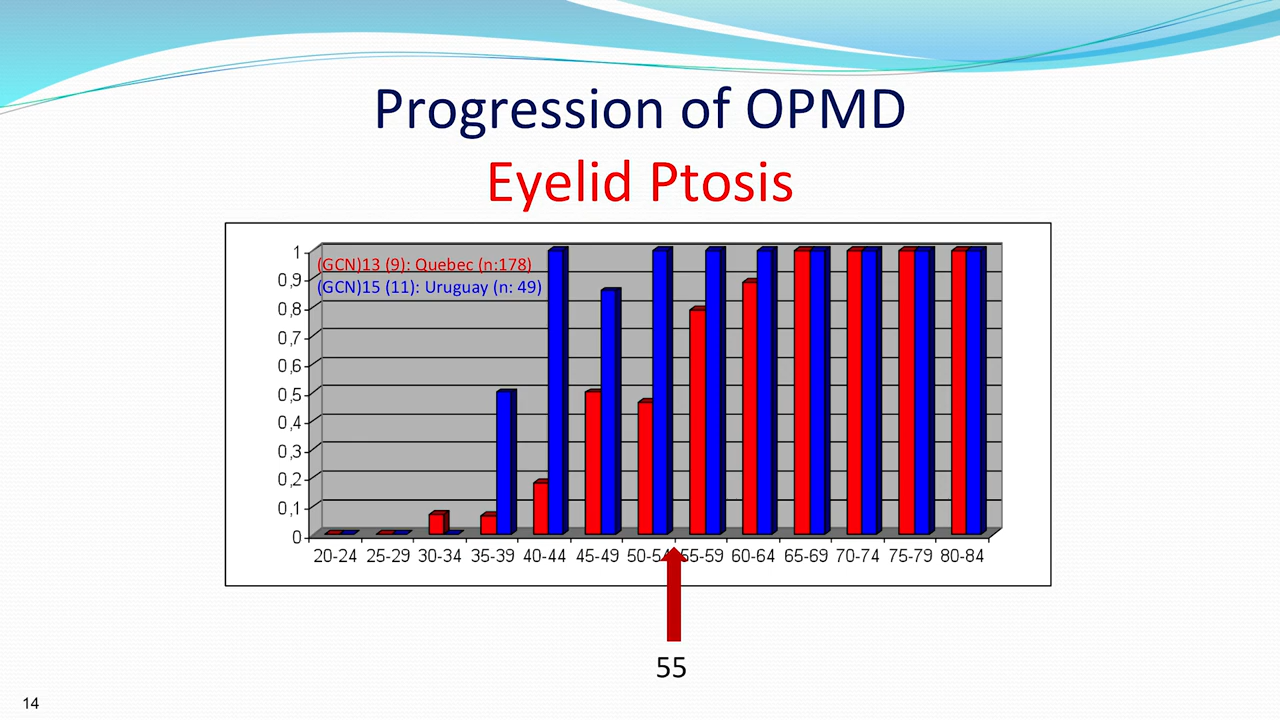 Progression of OPMD
Eyelid Ptosis
(GCN)13 (9): Quebec (n:178)
(GCN)15 (11): Uruguay (n: 49)
1
0,9
0,8
0,7
0,6
0,5
0,4
0,3
0,2
0,1
0
20-24 25-29 30-34 35-39 40-44 45-49 50-54 55-59 60-64 65-69 70-74 75-79 80-84
55
14